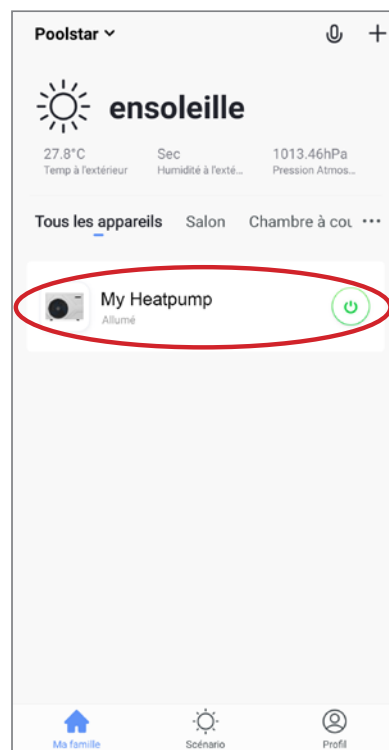 Poolstar
ensoleille
27.8°C Sec 1013.46hPa
Temp à l'extérieur Humidité à l'exté... Pression Atmos...
Tous les appareils Salon Chambre à cou ...
My Heatpump
Allumé
Ma famille Scénario Profil